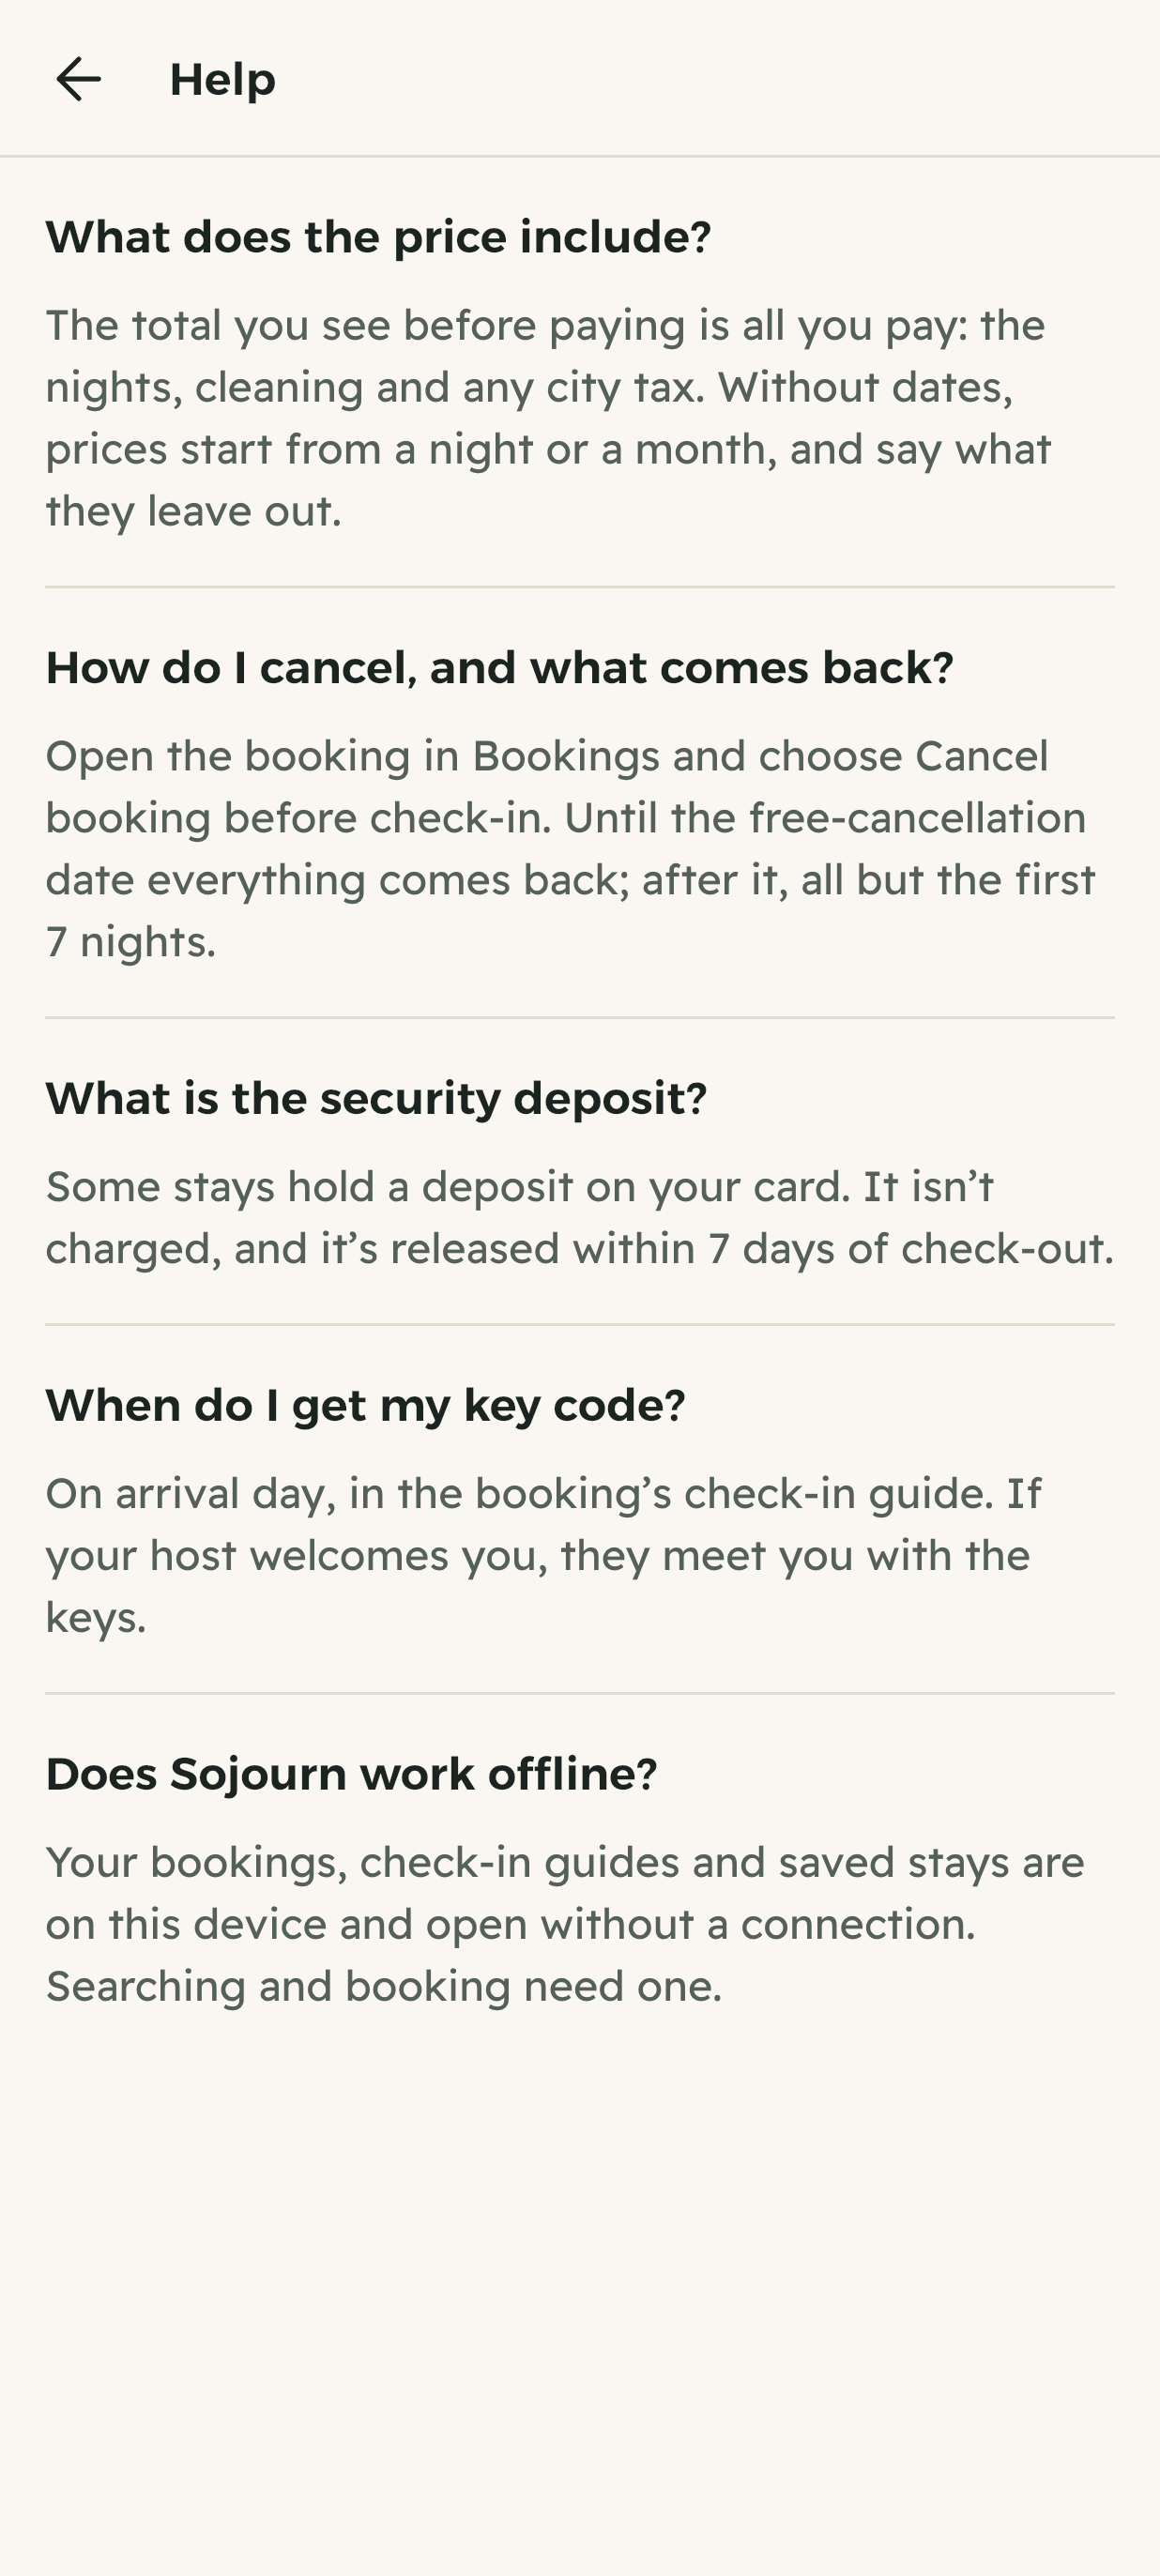 Help
What does the price include?
The total you see before paying is all you pay: the
nights, cleaning and any city tax. Without dates,
prices start from a night or a month, and say what
they leave out.
How do I cancel, and what comes back?
Open the booking in Bookings and choose Cancel
booking before check-in. Until the free-cancellation
date everything comes back; after it, all but the first
7 nights.
What is the security deposit?
Some stays hold a deposit on your card. It isn’t
charged, and it’s released within 7 days of check-out.
When do I get my key code?
On arrival day, in the booking’s check-in guide. If
your host welcomes you, they meet you with the
keys.
Does Sojourn work offline?
Your bookings, check-in guides and saved stays are
on this device and open without a connection.
Searching and booking need one.